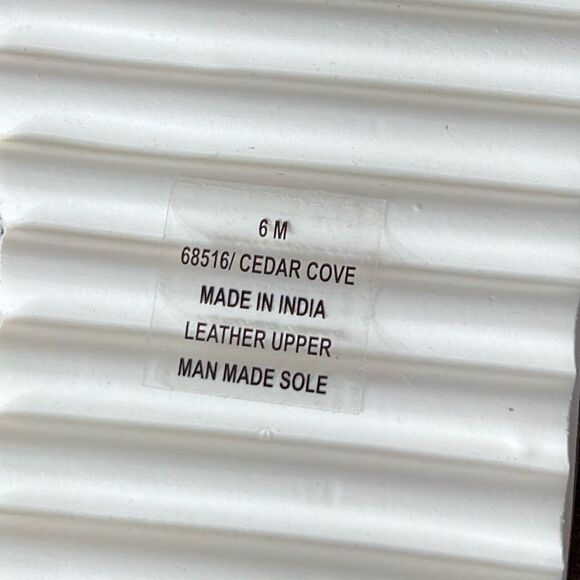 6 M
68516/ CEDAR COVE
MADE IN INDIA
LEATHER UPPER
MAN MADE SOLE